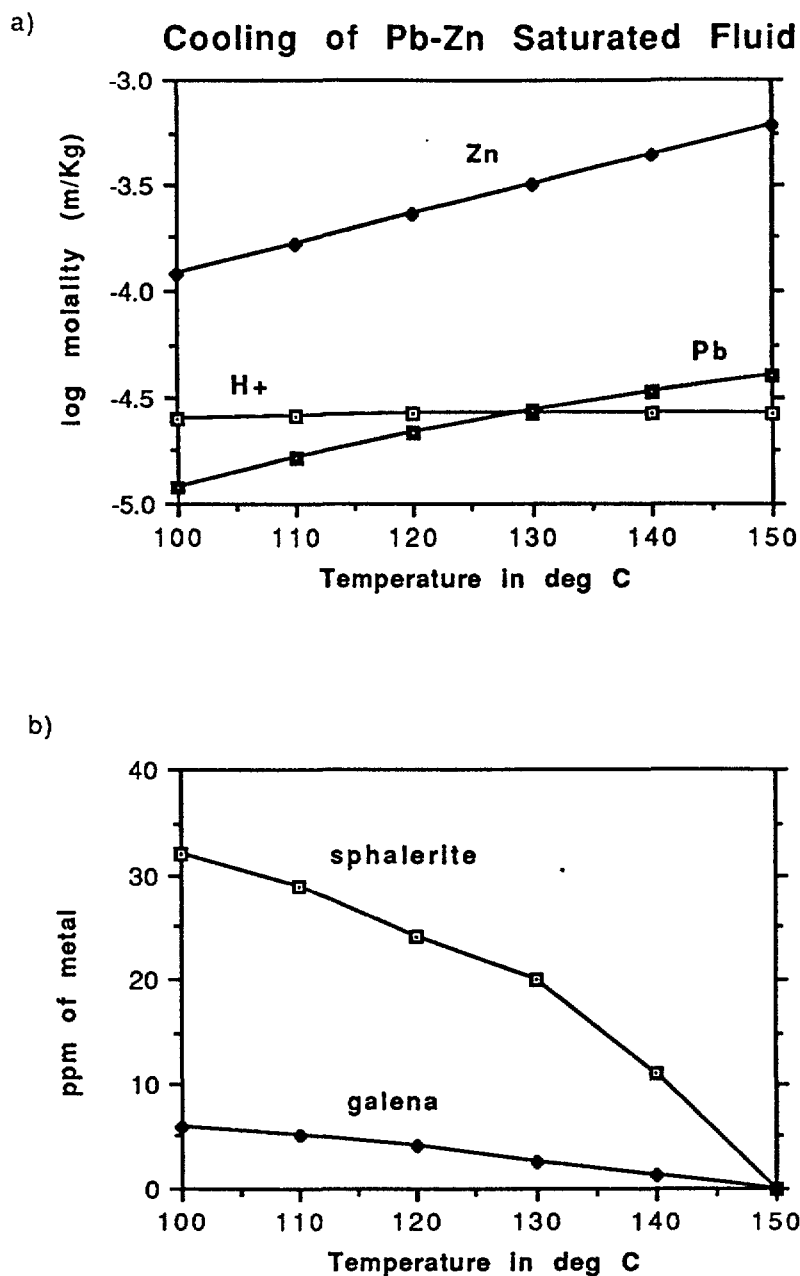 a)
Cooling of Pb-Zn Saturated Fluid
-3.0
-3.5
-4.0
-4.5
-5.0
log molality (m/Kg)
Zn
Pb
H+
100 110 120 130 140 150
Temperature in deg C
b)
40
30
20
10
0
ppm of metal
sphalerite
galena
100 110 120 130 140 150
Temperature in deg C